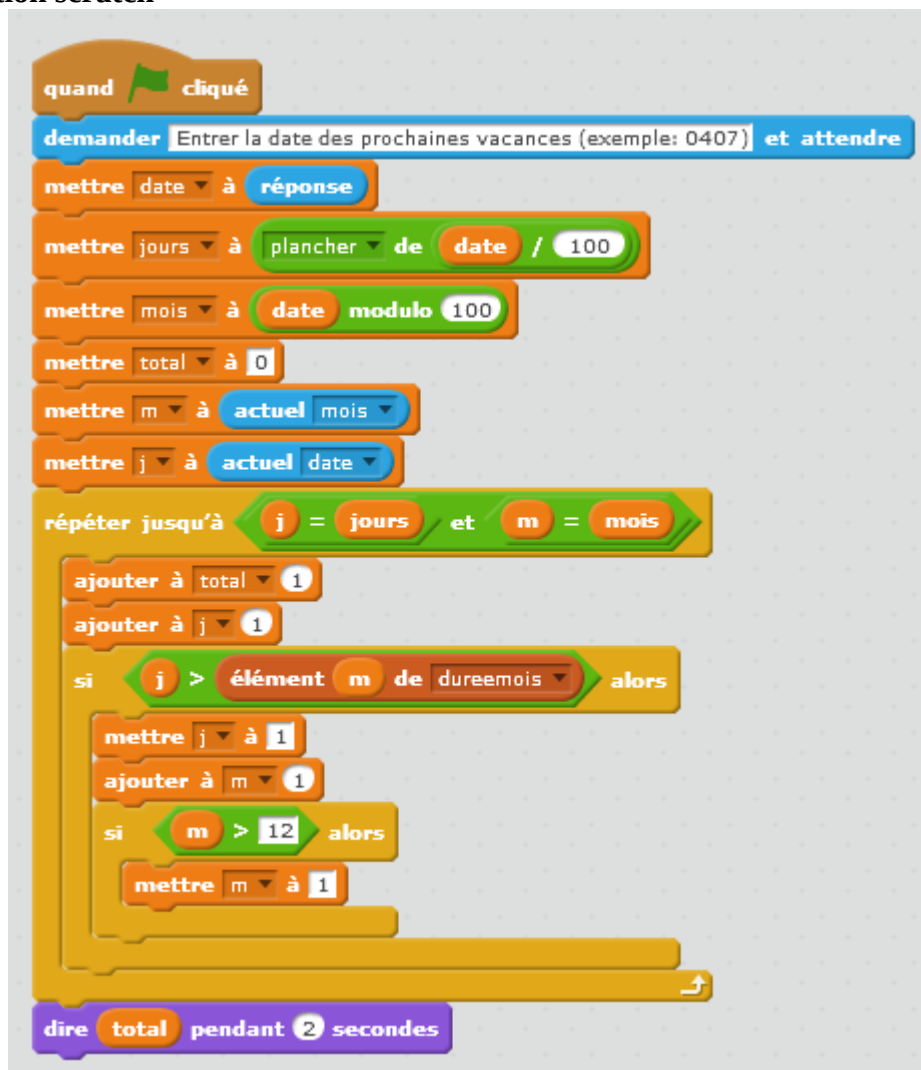 quand cliqué
demander Entrer la date des prochaines vacances (exemple: 0407) et attendre
mettre date à réponse
mettre jours à plancher de date / 100
mettre mois à date modulo 100
mettre total à 0
mettre m à actuel mois
mettre j à actuel date
répéter jusqu'à j = jours et m = mois
ajouter à total 1
ajouter à j 1
si j > élément m de dureemois alors
mettre j à 1
ajouter à m 1
si m > 12 alors
mettre m à 1
dire total pendant 2 secondes